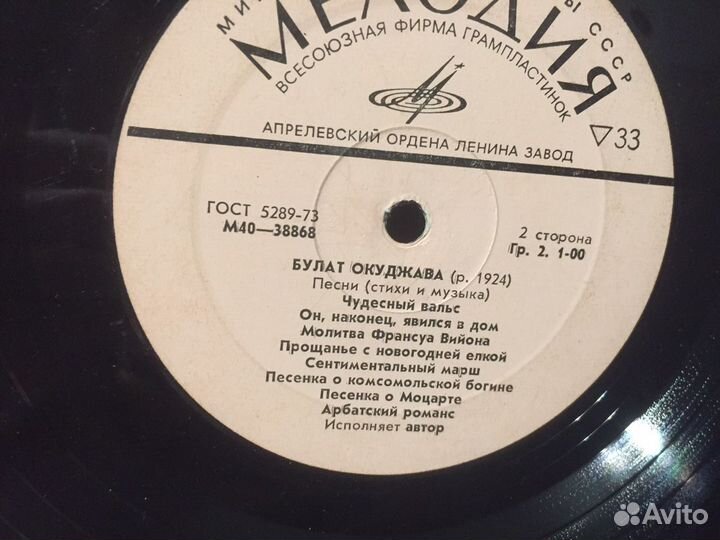 МЕЛОДИЯ
СССР
ВСЕСОЮЗНАЯ ФИРМА ГРАМПЛАСТИНОК
АПРЕЛЕВСКИЙ ОРДЕНА ЛЕНИНА ЗАВОД
33
ГОСТ 5289-73
М40—38868
2 сторона
Гр. 2. 1-00
БУЛАТ ОКУДЖАВА (р. 1924)
Песни (стихи и музыка)
Чудесный вальс
Он, наконец, явился в дом
Молитва Франсуа Вийона
Прощанье с новогодней елкой
Сентиментальный марш
Песенка о комсомольской богине
Песенка о Моцарте
Арбатский романс
Исполняет автор
Avito